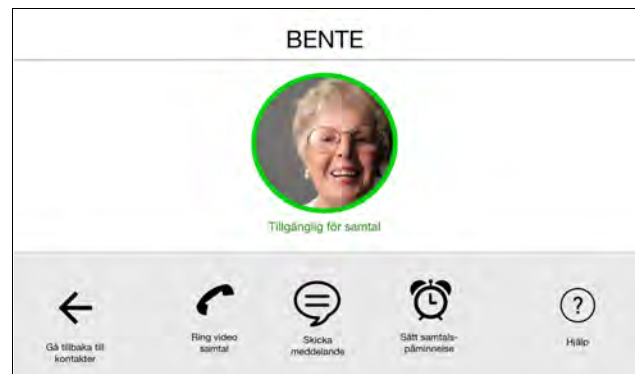 BENTE
Tillgänglig för samtal
Gå tillbaka till
kontakter
Ring video
samtal
Skicka
meddelande
Sätt samtals-
påminnelse
?
Hjälp